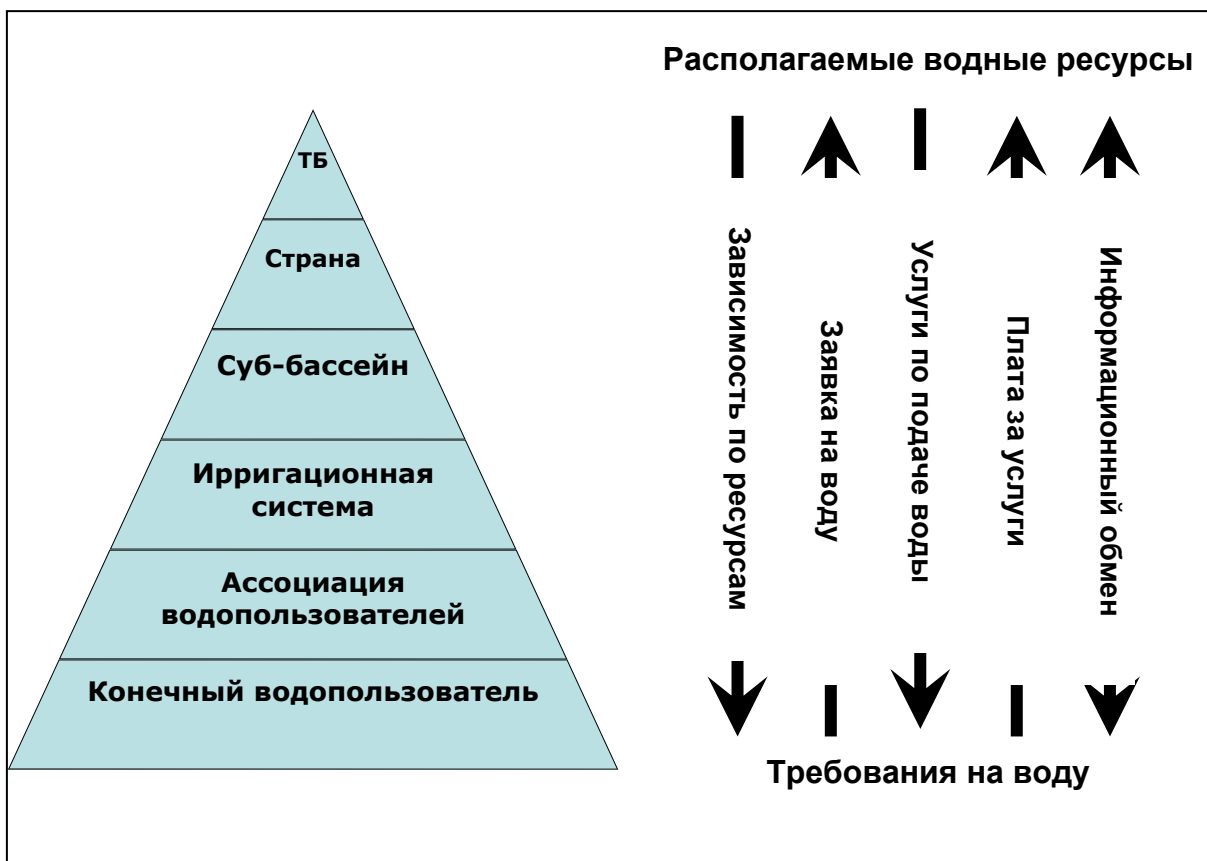 Располагаемые водные ресурсы
ТБ
Страна
Суб-бассейн
Ирригационная
система
Ассоциация
водопользователей
Конечный водопользователь
Зависимость по ресурсам
Заявка на воду
Услуги по подаче воды
Плата за услуги
Информационный обмен
Требования на воду